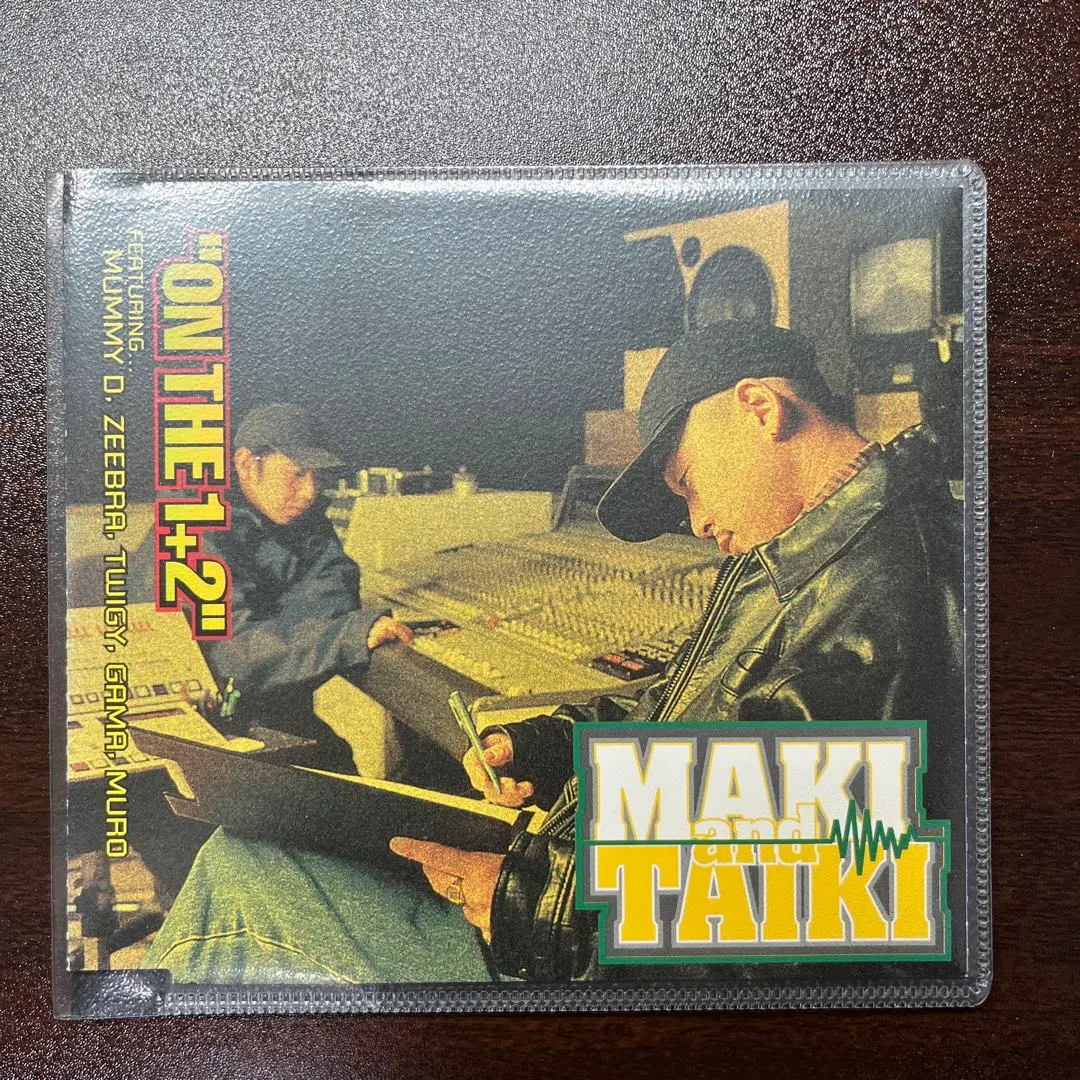 "ON THE 1+2"
FEATURING...
MUMMY D, ZEEBRA, TWIGY, GAMA, MURO
MAKI
and
TAIKI